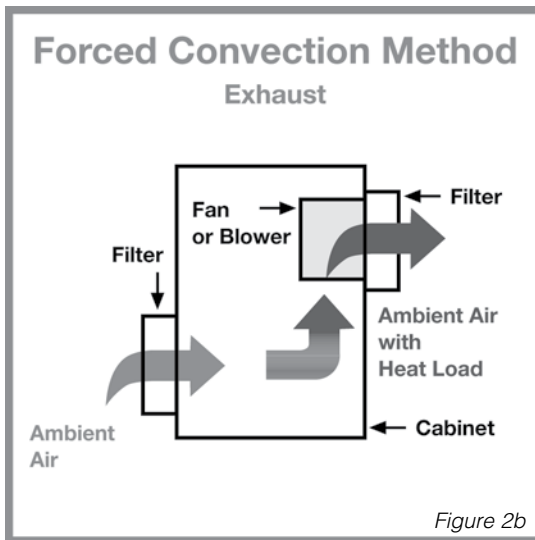 Forced Convection Method
Exhaust
Fan
or Blower
Filter
Filter
Ambient Air
with
Heat Load
Ambient
Air
Cabinet
Figure 2b